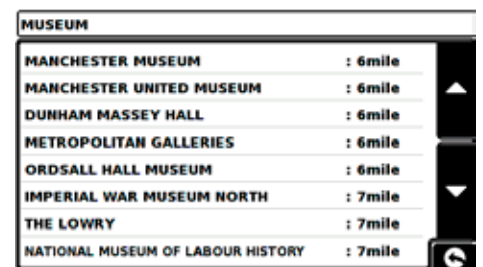 MUSEUM
MANCHESTER MUSEUM : 6mile
MANCHESTER UNITED MUSEUM : 6mile
DUNHAM MASSEY HALL : 6mile
METROPOLITAN GALLERIES : 6mile
ORDSALL HALL MUSEUM : 6mile
IMPERIAL WAR MUSEUM NORTH : 7mile
THE LOWRY : 7mile
NATIONAL MUSEUM OF LABOUR HISTORY : 7mile